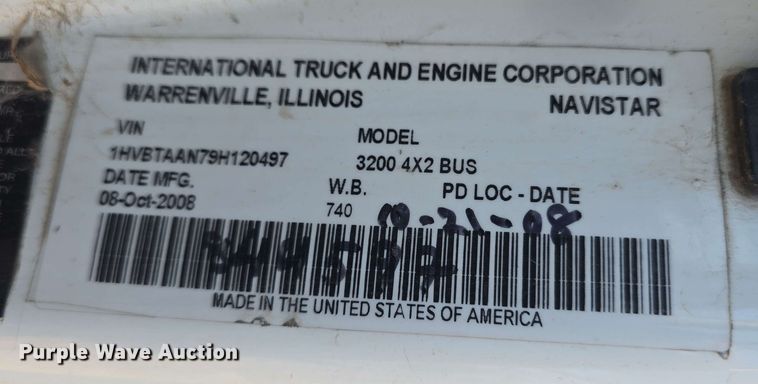 INTERNATIONAL TRUCK AND ENGINE CORPORATION
WARRENVILLE, ILLINOIS NAVISTAR
VIN MODEL
1HVBTAAN79H120497 3200 4X2 BUS
DATE MFG. W.B. PD LOC - DATE
08-Oct-2008 740 10-21-08
MADE IN THE UNITED STATES OF AMERICA
Purple Wave Auction